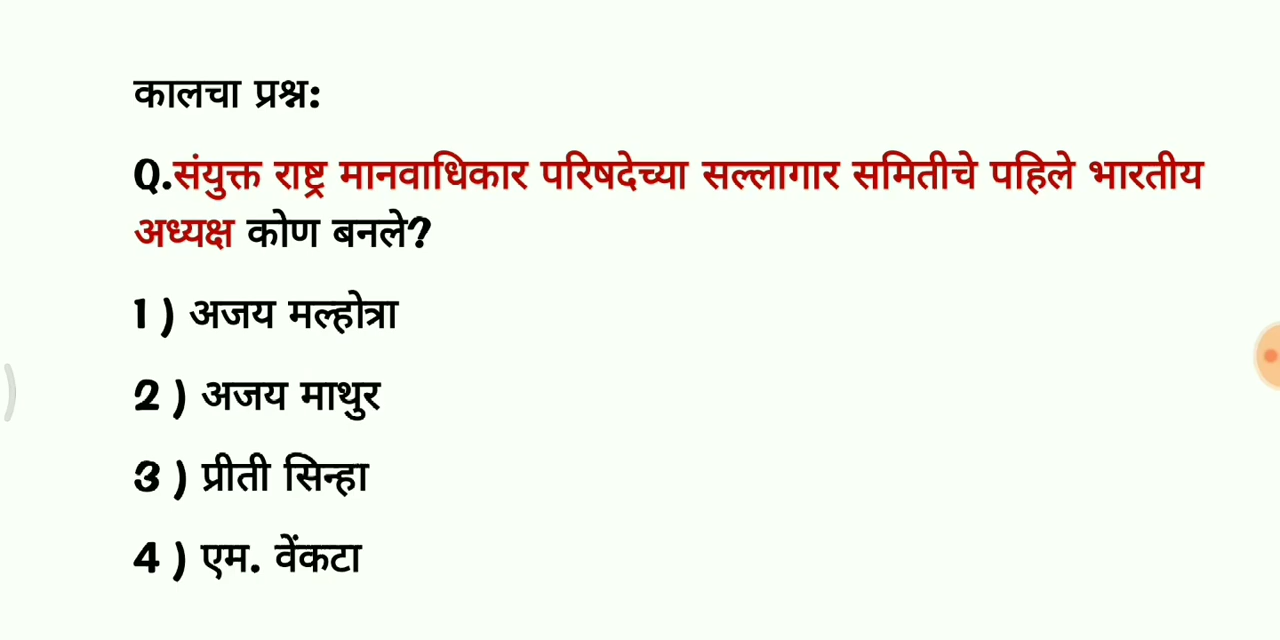 कालचा प्रश्न:
Q.संयुक्त राष्ट्र मानवाधिकार परिषदेच्या सल्लागार समितीचे पहिले भारतीय
अध्यक्ष कोण बनले?
1 ) अजय मल्होत्रा
2 ) अजय माथुर
3 ) प्रीती सिन्हा
4 ) एम. वेंकटा